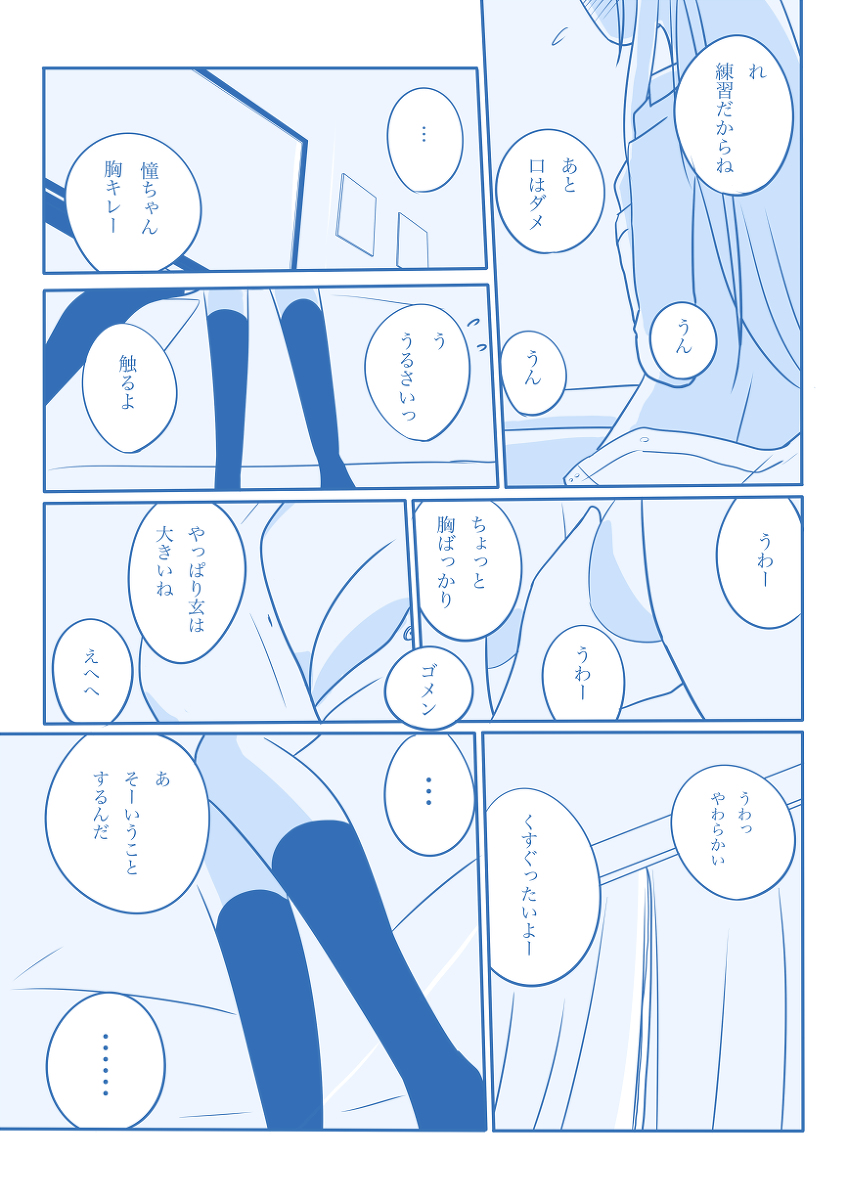 れ
練習だからね
あと
口はダメ
うん
うん
…
憧ちゃん
胸キレー
う
うるさいっ
触るよ
うわー
うわー
ちょっと
胸ばっかり
ゴメン
やっぱり玄は
大きいね
えへへ
うわっ
やわらかい
くすぐったいよー
…
あ
そーいうこと
するんだ
……